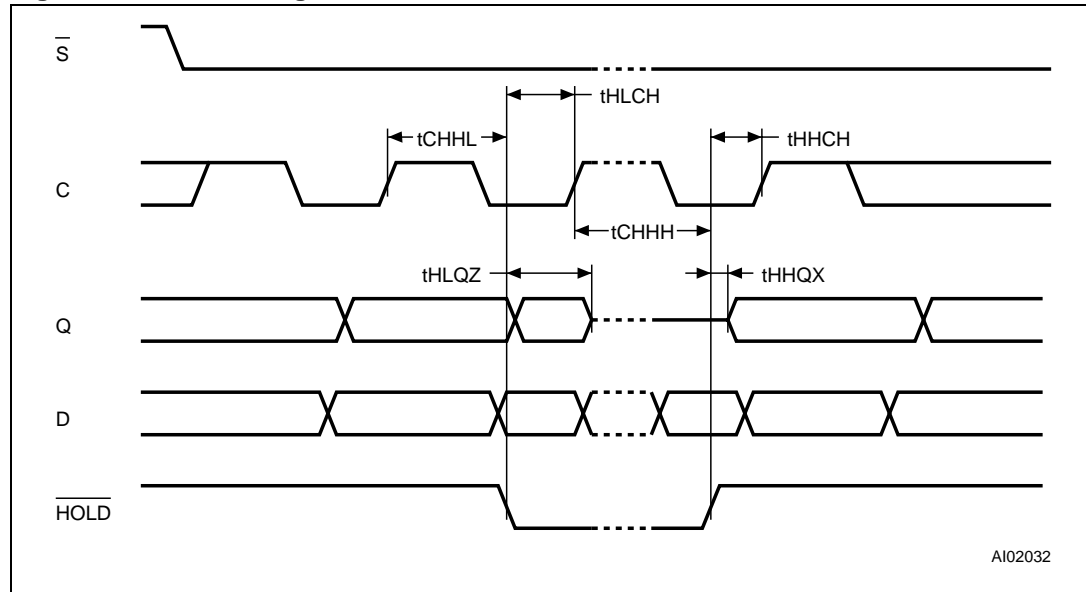 S
tHLCH
tCHHL
tHHCH
C
tCHHH
tHLQZ
tHHQX
Q
D
HOLD
AI02032